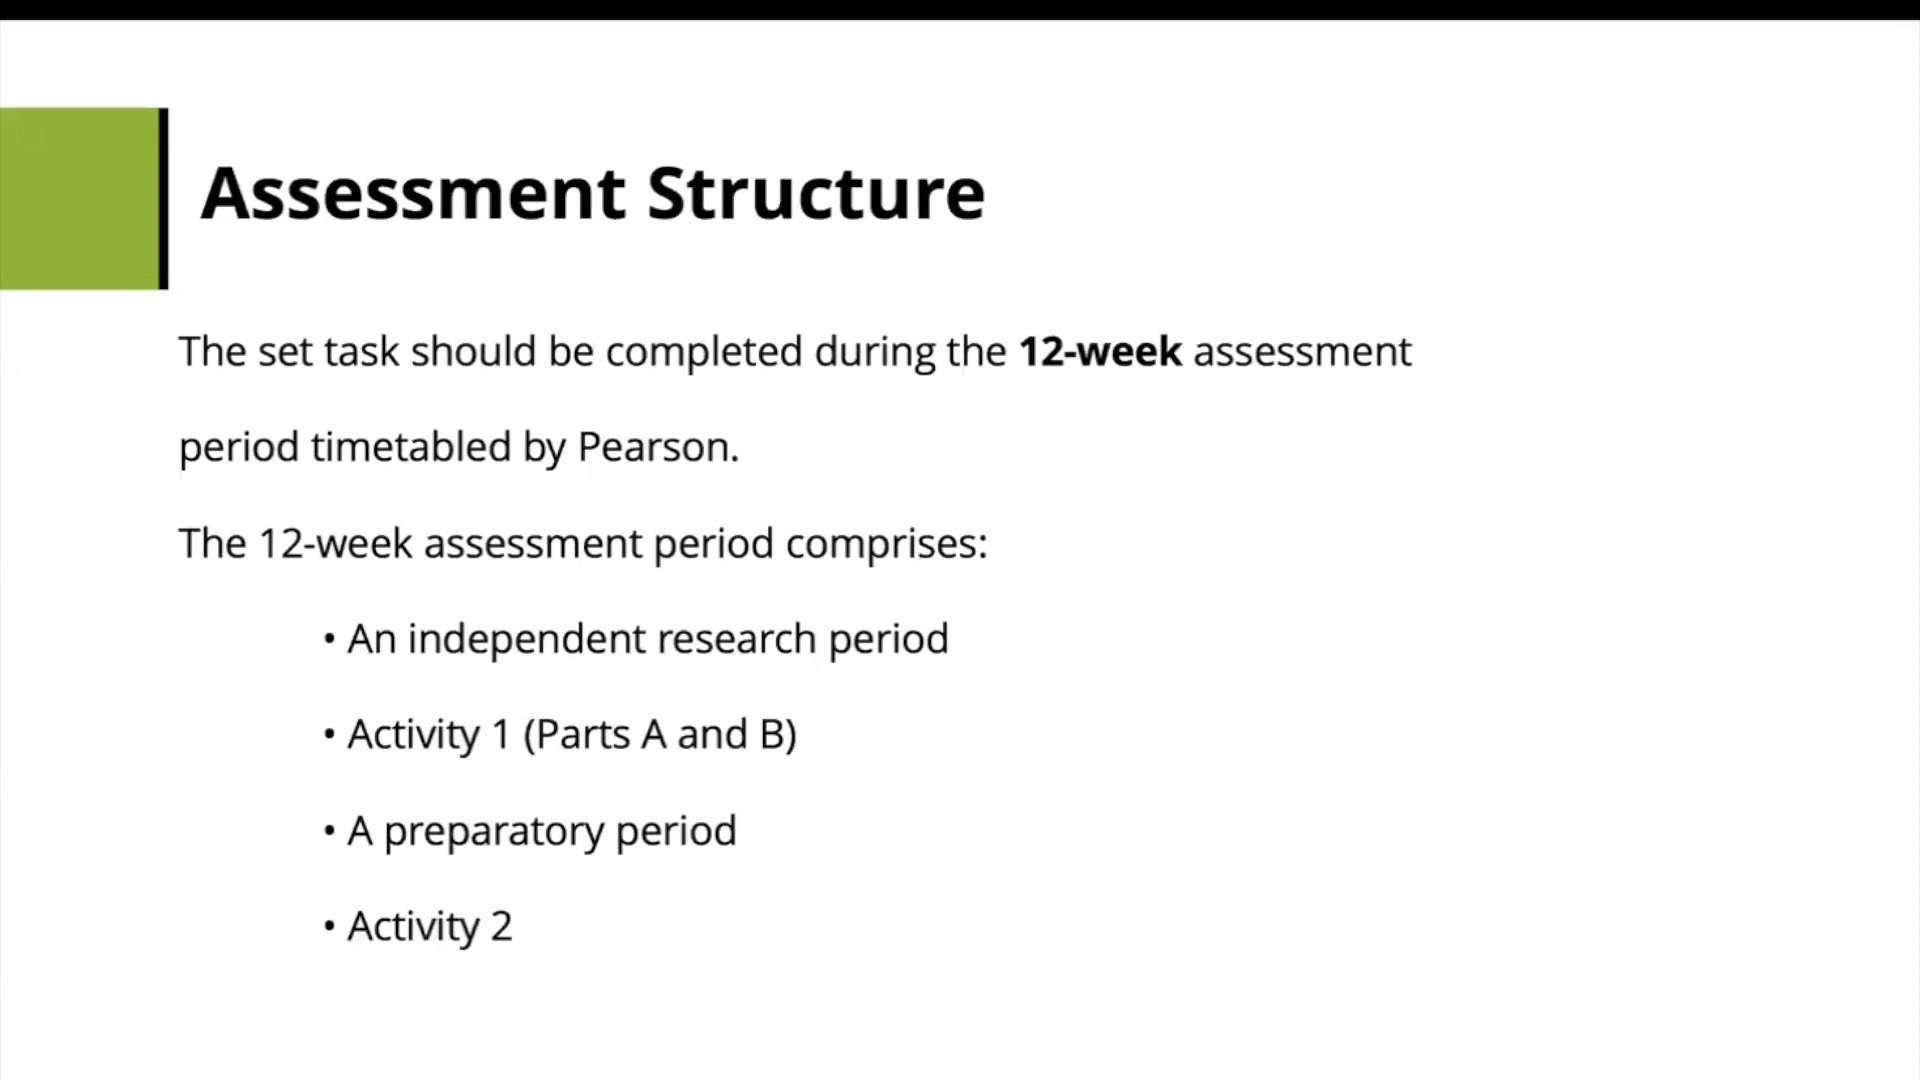 Assessment Structure
The set task should be completed during the 12-week assessment
period timetabled by Pearson.
The 12-week assessment period comprises:
• An independent research period
• Activity 1 (Parts A and B)
• A preparatory period
• Activity 2